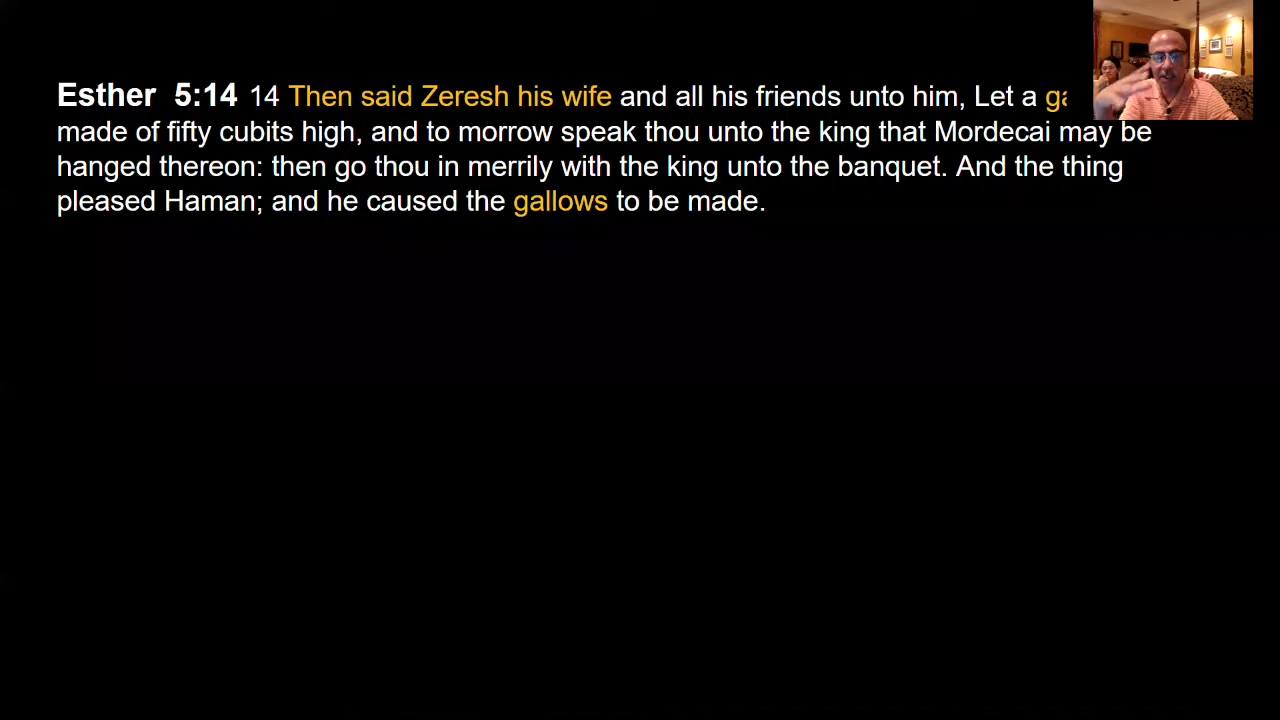 Esther 5:14 14 Then said Zeresh his wife and all his friends unto him, Let a
made of fifty cubits high, and to morrow speak thou unto the king that Mordecai may be
hanged thereon: then go thou in merrily with the king unto the banquet. And the thing
pleased Haman; and he caused the gallows to be made.